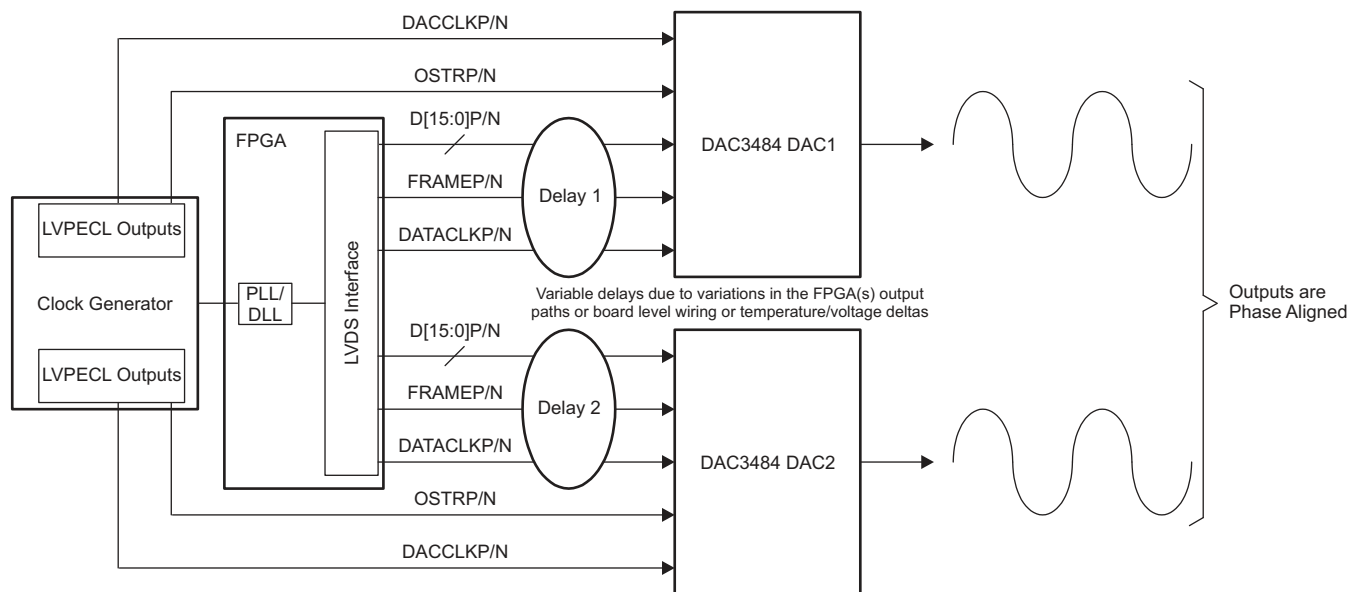 DACCLKP/N
OSTRP/N
D[15:0]P/N
FPGA
DAC3484 DAC1
FRAMEP/N
Delay 1
LVPECL Outputs
DATACLKP/N
Clock Generator
PLL/
DLL
LVDS Interface
Variable delays due to variations in the FPGA(s) output
paths or board level wiring or temperature/voltage deltas
Outputs are
Phase Aligned
D[15:0]P/N
LVPECL Outputs
FRAMEP/N
Delay 2
DATACLKP/N
DAC3484 DAC2
OSTRP/N
DACCLKP/N